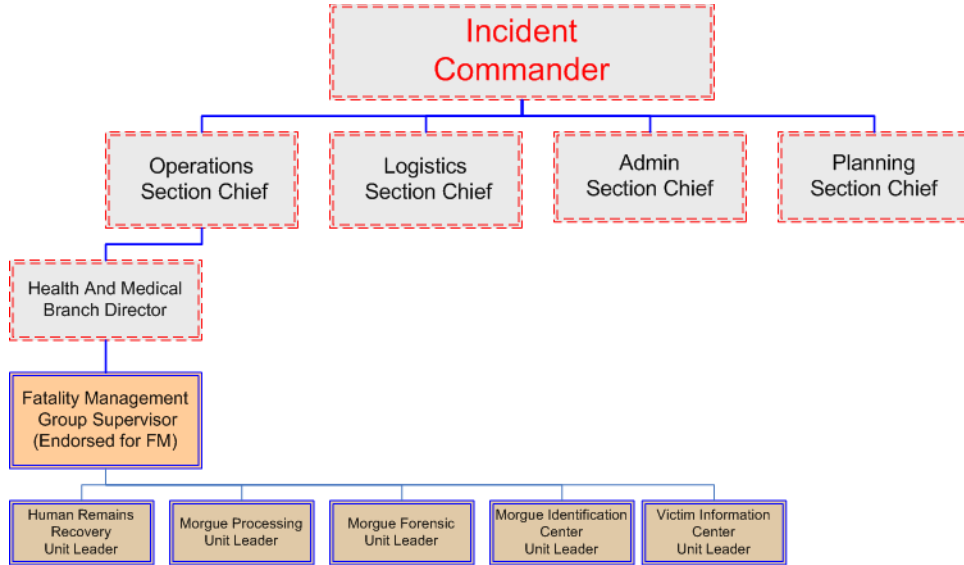 Incident
Commander
Operations
Section Chief
Logistics
Section Chief
Admin
Section Chief
Planning
Section Chief
Health And Medical
Branch Director
Fatality Management
Group Supervisor
(Endorsed for FM)
Human Remains
Recovery
Unit Leader
Morgue Processing
Unit Leader
Morgue Forensic
Unit Leader
Morgue Identification
Center
Unit Leader
Victim Information
Center
Unit Leader